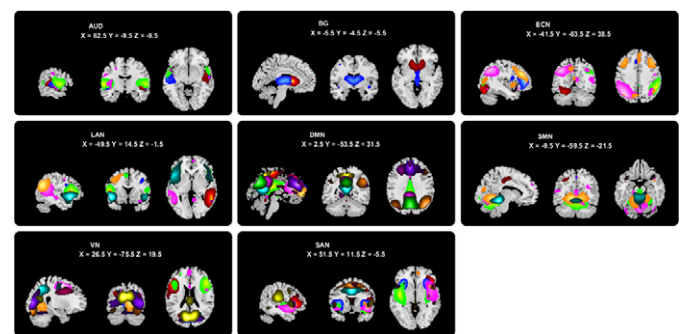 AUD
X = 62.5 Y = -9.5 Z = -9.5
BG
X = -5.5 Y = -4.5 Z = -5.5
ECN
X = -41.5 Y = -63.5 Z = 38.5
LAN
X = -49.5 Y = 14.5 Z = -1.5
DMN
X = 2.5 Y = -53.5 Z = 31.5
SMN
X = -9.5 Y = -59.5 Z = -21.5
VN
X = 26.5 Y = -75.5 Z = 19.5
SAN
X = 51.5 Y = 11.5 Z = -5.5